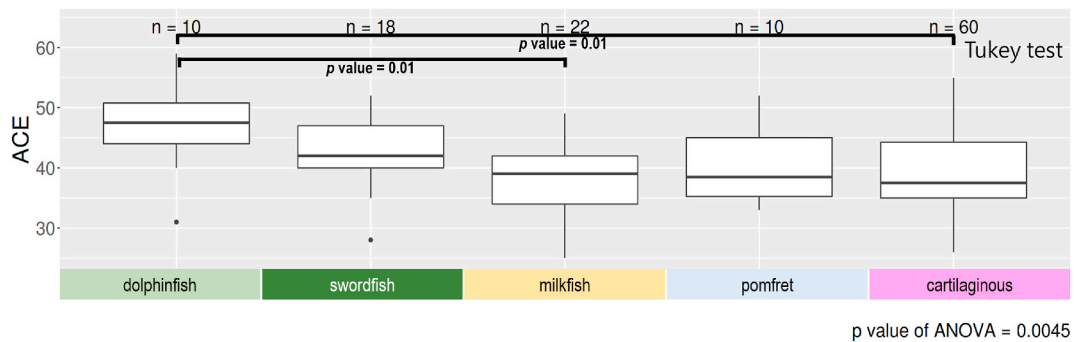 n = 10 n = 18 n = 22 n = 10 n = 60
p value = 0.01
Tukey test
p value = 0.01
ACE
60
50
40
30
dolphinfish swordfish milkfish pomfret cartilaginous
p value of ANOVA = 0.0045